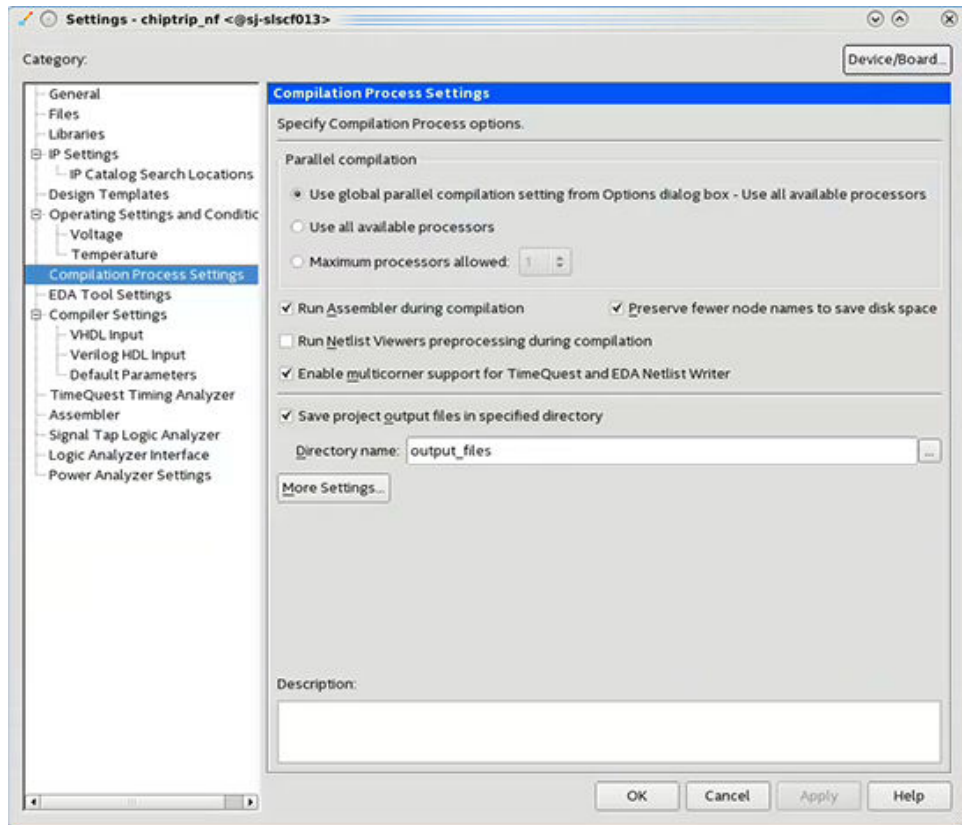 Settings - chiptrip_nf <@sj-slscf013>
Category:
Device/Board...
General
Files
Libraries
IP Settings
IP Catalog Search Locations
Design Templates
Operating Settings and Conditic
Voltage
Temperature
Compilation Process Settings
EDA Tool Settings
Compiler Settings
VHDL Input
Verilog HDL Input
Default Parameters
TimeQuest Timing Analyzer
Assembler
Signal Tap Logic Analyzer
Logic Analyzer Interface
Power Analyzer Settings
Compilation Process Settings
Specify Compilation Process options.
Parallel compilation
Use global parallel compilation setting from Options dialog box - Use all available processors
Use all available processors
Maximum processors allowed: 1
Run Assembler during compilation
Preserve fewer node names to save disk space
Run Netlist Viewers preprocessing during compilation
Enable multicorner support for TimeQuest and EDA Netlist Writer
Save project output files in specified directory
Directory name: output_files ...
More Settings...
Description:
OK Cancel Apply Help